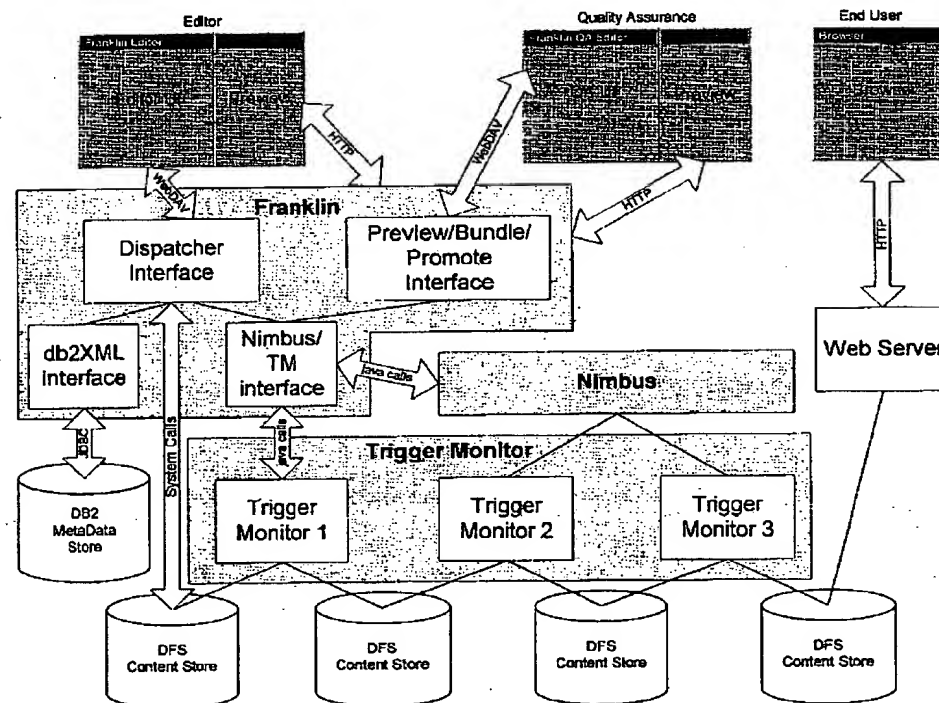 Editor
Quality Assurance
End User
Franklin Editor
Franklin QA Editor
Browser
Preview
HTTP
WebDAV
WebDAV
HTTP
HTTP
Franklin
Dispatcher
Interface
Preview/Bundle/
Promote
Interface
db2XML
interface
Nimbus/
TM
interface
java calls
Nimbus
Web Server
JDBC
System Calls
java calls
Trigger Monitor
DB2
MetaData
Store
Trigger
Monitor 1
Trigger
Monitor 2
Trigger
Monitor 3
DFS
Content Store
DFS
Content Store
DFS
Content Store
DFS
Content Store